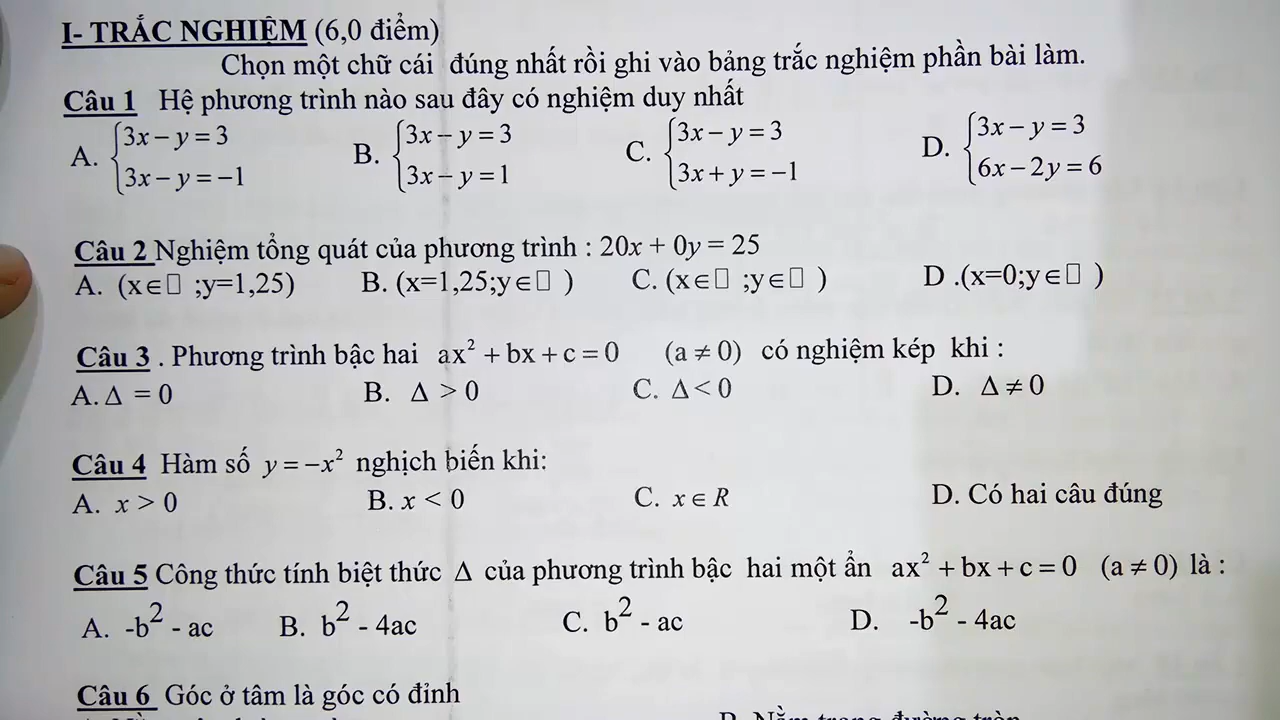 I- TRẮC NGHIỆM (6,0 điểm)
Chọn một chữ cái đúng nhất rồi ghi vào bảng trắc nghiệm phần bài làm.
Câu 1 Hệ phương trình nào sau đây có nghiệm duy nhất
A. {3x − y = 3 B. {3x − y = 3 C. {3x − y = 3 D. {3x − y = 3
3x − y = −1 3x − y = 1 3x + y = −1 6x − 2y = 6
Câu 2 Nghiệm tổng quát của phương trình : 20x + 0y = 25
A. (x∈□ ;y=1,25) B. (x=1,25;y∈□ ) C. (x∈□ ;y∈□ ) D .(x=0;y∈□ )
Câu 3 . Phương trình bậc hai ax² + bx + c = 0 (a ≠ 0) có nghiệm kép khi :
A. Δ = 0 B. Δ > 0 C. Δ < 0 D. Δ ≠ 0
Câu 4 Hàm số y = −x² nghịch biến khi:
A. x > 0 B. x < 0 C. x ∈ R D. Có hai câu đúng
Câu 5 Công thức tính biệt thức Δ của phương trình bậc hai một ẩn ax² + bx + c = 0 (a ≠ 0) là :
A. -b² - ac B. b² - 4ac C. b² - ac D. -b² - 4ac
Câu 6 Góc ở tâm là góc có đỉnh